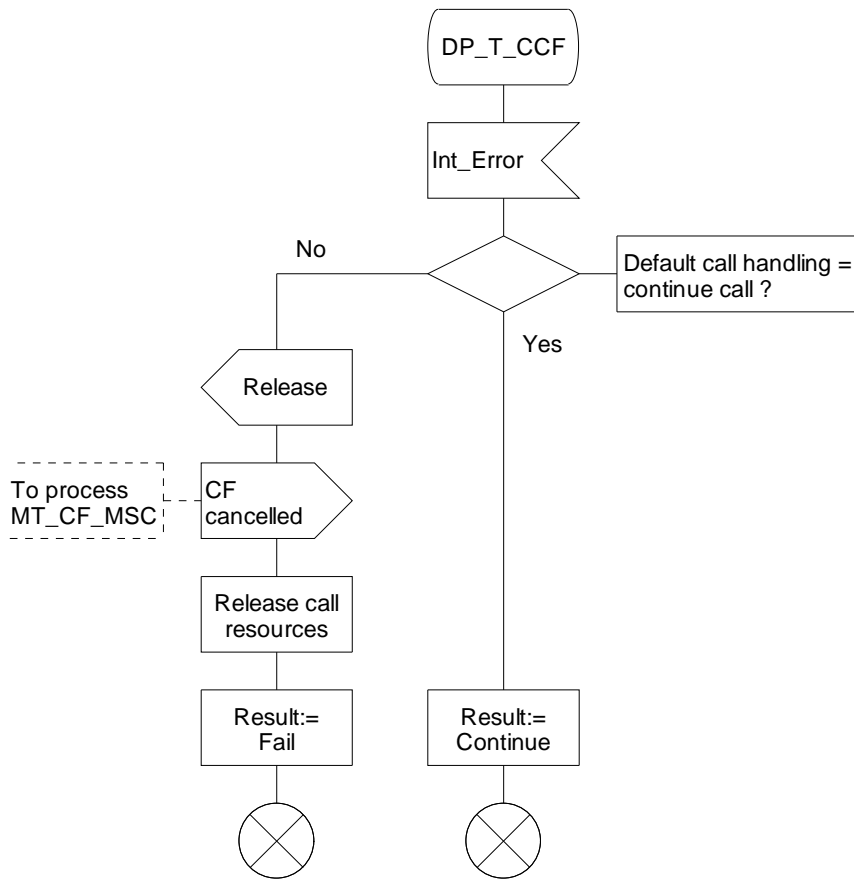 DP_T_CCF
Int_Error
No
Default call handling =
continue call ?
Yes
Release
To process
MT_CF_MSC
CF
cancelled
Release call
resources
Result:=
Fail
Result:=
Continue